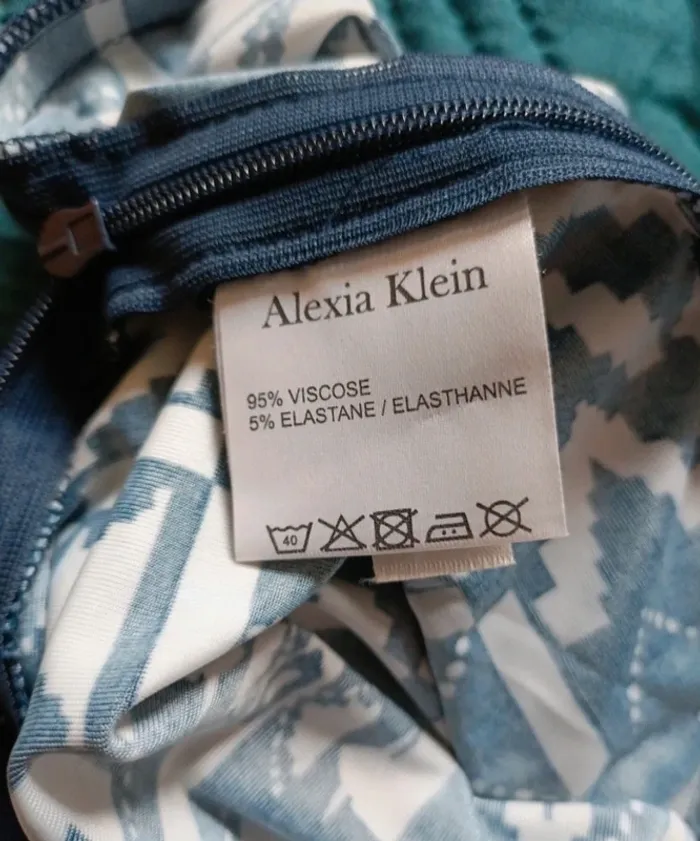 Alexia Klein
95% VISCOSE
5% ELASTANE / ELASTHANNE
40